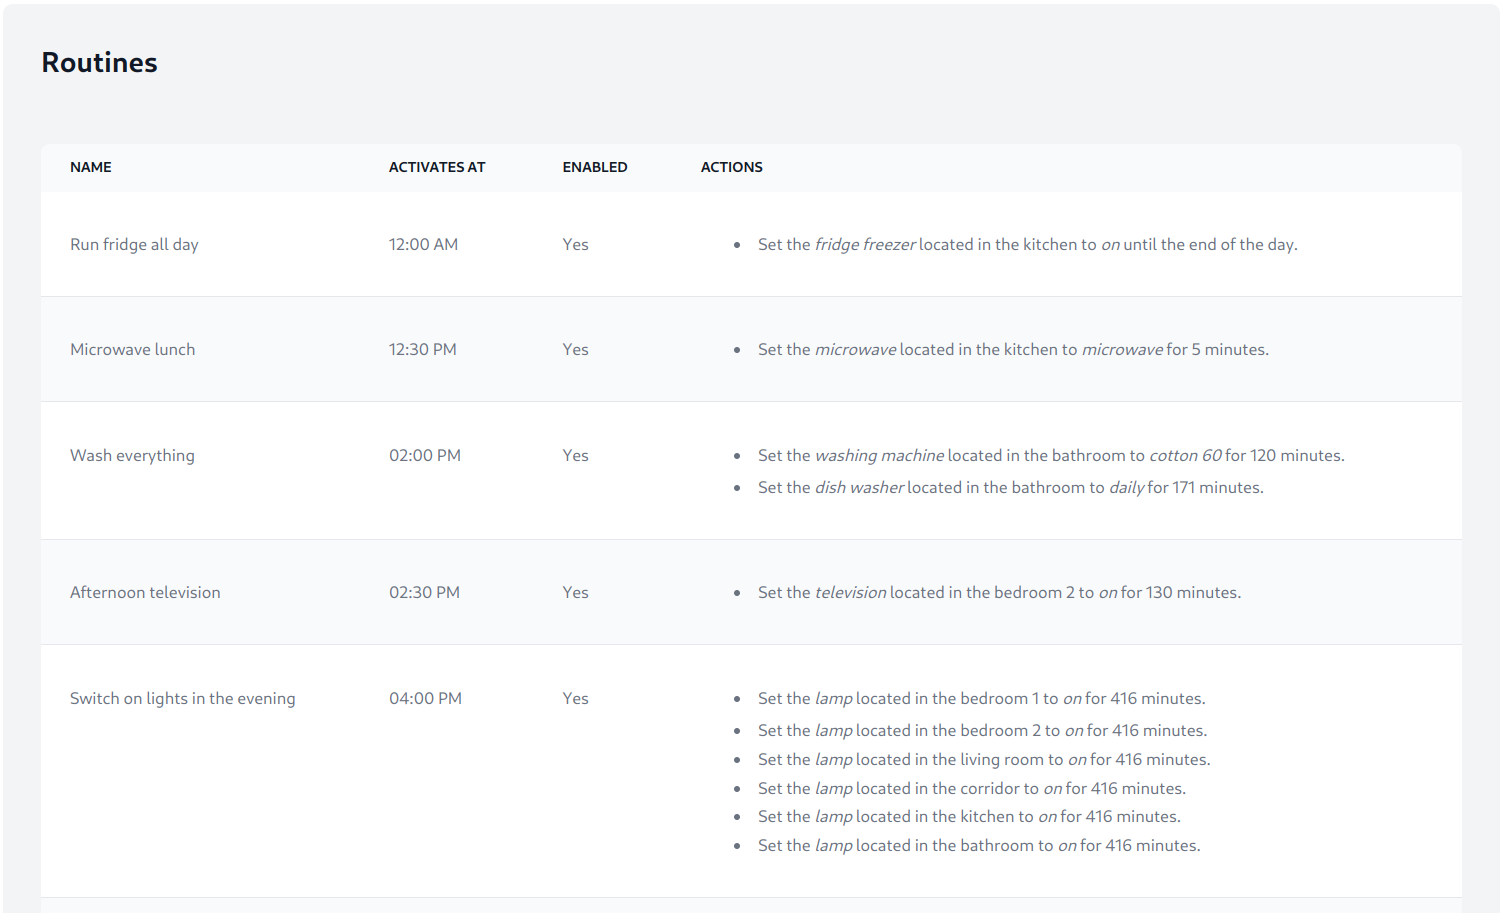 Routines
NAME ACTIVATES AT ENABLED ACTIONS
Run fridge all day 12:00 AM Yes • Set the fridge freezer located in the kitchen to on until the end of the day.
Microwave lunch 12:30 PM Yes • Set the microwave located in the kitchen to microwave for 5 minutes.
Wash everything 02:00 PM Yes • Set the washing machine located in the bathroom to cotton 60 for 120 minutes.
• Set the dish washer located in the bathroom to daily for 171 minutes.
Afternoon television 02:30 PM Yes • Set the television located in the bedroom 2 to on for 130 minutes.
Switch on lights in the evening 04:00 PM Yes • Set the lamp located in the bedroom 1 to on for 416 minutes.
• Set the lamp located in the bedroom 2 to on for 416 minutes.
• Set the lamp located in the living room to on for 416 minutes.
• Set the lamp located in the corridor to on for 416 minutes.
• Set the lamp located in the kitchen to on for 416 minutes.
• Set the lamp located in the bathroom to on for 416 minutes.